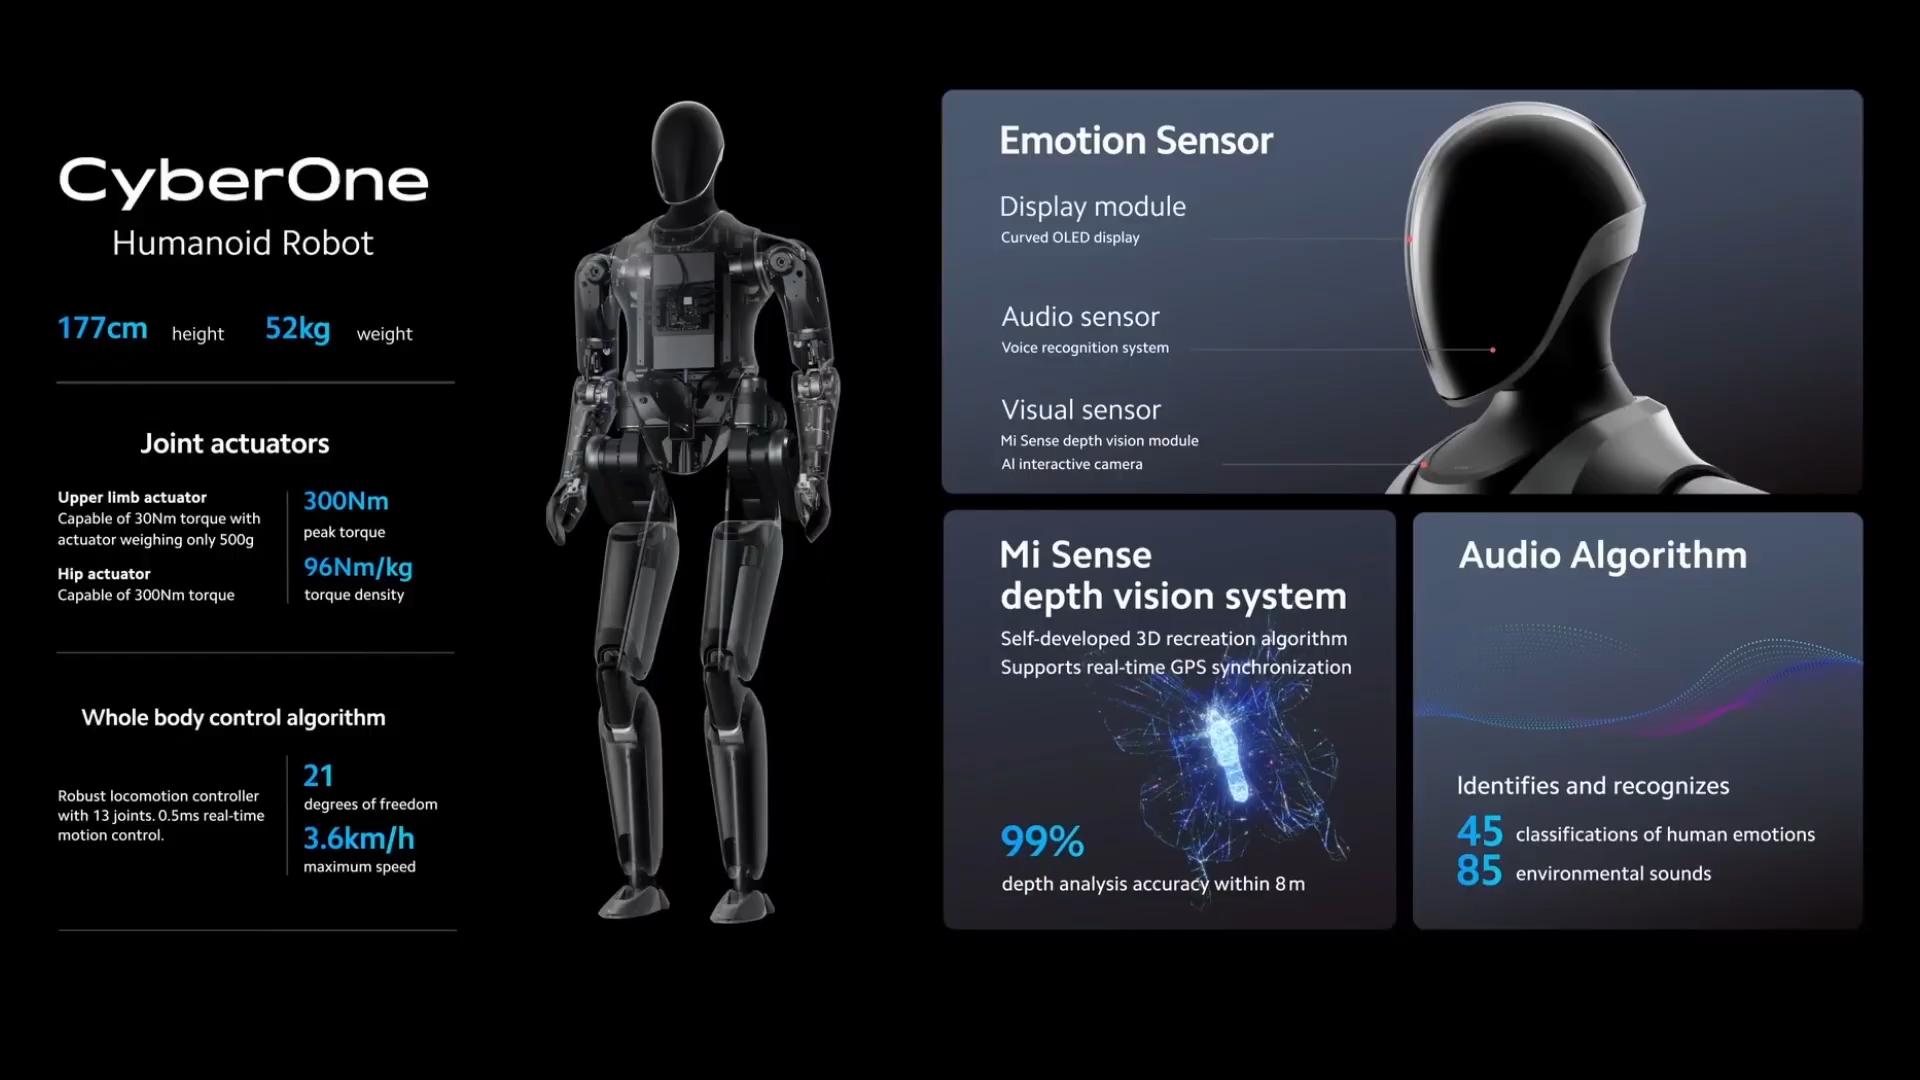 CyberOne
Humanoid Robot
177cm height 52kg weight
Joint actuators
Upper limb actuator
Capable of 30Nm torque with
actuator weighing only 500g
Hip actuator
Capable of 300Nm torque
300Nm
peak torque
96Nm/kg
torque density
Whole body control algorithm
Robust locomotion controller
with 13 joints. 0.5ms real-time
motion control.
21
degrees of freedom
3.6km/h
maximum speed
Emotion Sensor
Display module
Curved OLED display
Audio sensor
Voice recognition system
Visual sensor
Mi Sense depth vision module
AI interactive camera
Mi Sense
depth vision system
Self-developed 3D recreation algorithm
Supports real-time GPS synchronization
99%
depth analysis accuracy within 8m
Audio Algorithm
Identifies and recognizes
45 classifications of human emotions
85 environmental sounds